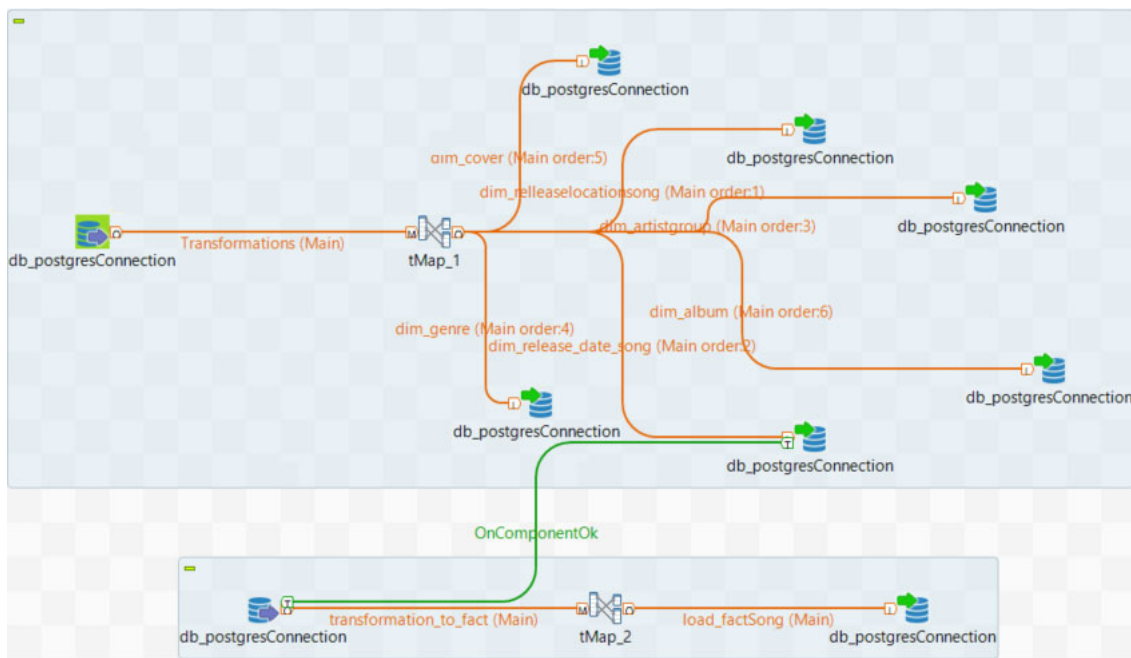 db_postgresConnection
dim_cover (Main order:5)
db_postgresConnection
dim_relleaselocationsong (Main order:1)
db_postgresConnection
dim_artistgroup (Main order:3)
db_postgresConnection
Transformations (Main)
tMap_1
dim_album (Main order:6)
dim_genre (Main order:4)
dim_release_date_song (Main order:2)
db_postgresConnection
db_postgresConnection
db_postgresConnection
OnComponentOk
db_postgresConnection
transformation_to_fact (Main)
tMap_2
load_factSong (Main)
db_postgresConnection